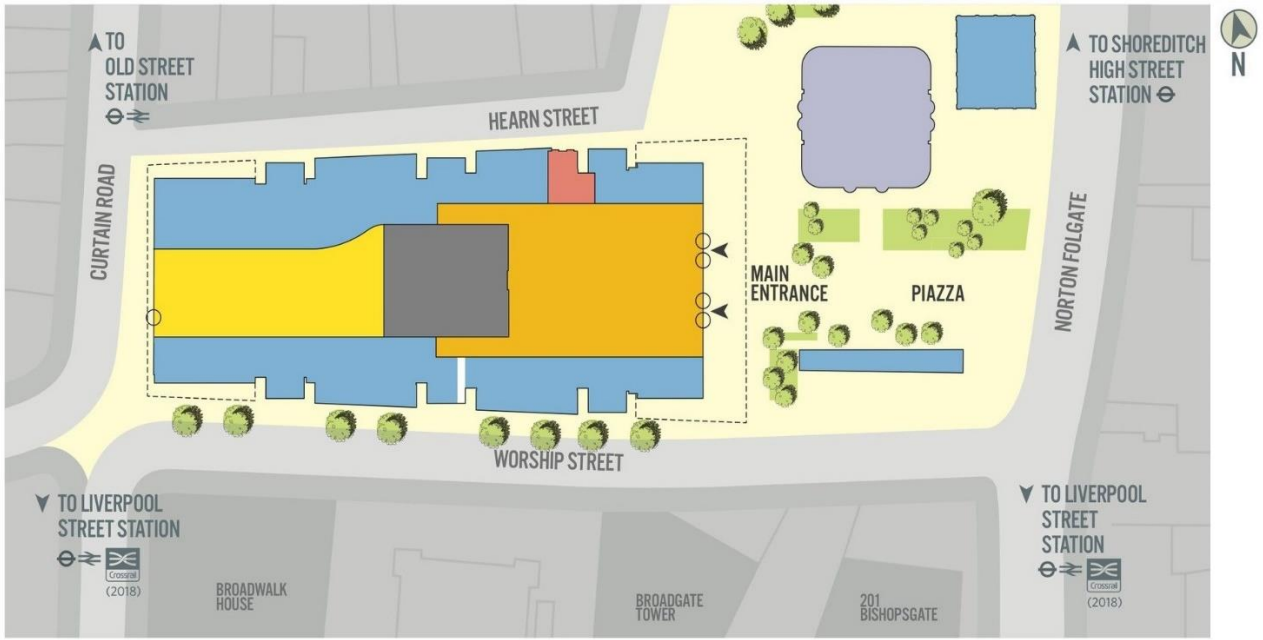 TO
OLD STREET
STATION
HEARN STREET
TO SHOREDITCH
HIGH STREET
STATION
N
CURTAIN ROAD
NORTON FOLGATE
MAIN
ENTRANCE
PIAZZA
WORSHIP STREET
TO LIVERPOOL
STREET STATION
Crossrail
(2018)
TO LIVERPOOL
STREET
STATION
Crossrail
(2018)
BROADWALK
HOUSE
BROADGATE
TOWER
201
BISHOPSGATE